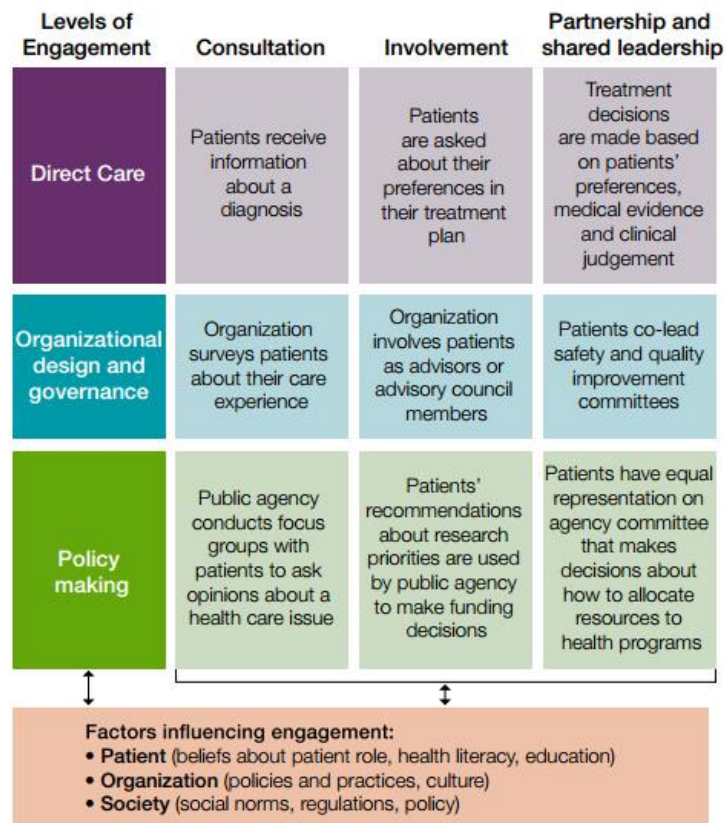 Levels of
Engagement
Consultation
Involvement
Partnership and
shared leadership
Direct Care
Patients receive
information
about a
diagnosis
Patients
are asked
about their
preferences in
their treatment
plan
Treatment
decisions
are made based
on patients’
preferences,
medical evidence
and clinical
judgement
Organizational
design and
governance
Organization
surveys patients
about their care
experience
Organization
involves patients
as advisors or
advisory council
members
Patients co-lead
safety and quality
improvement
committees
Policy
making
Public agency
conducts focus
groups with
patients to ask
opinions about a
health care issue
Patients’
recommendations
about research
priorities are used
by public agency
to make funding
decisions
Patients have equal
representation on
agency committee
that makes
decisions about
how to allocate
resources to
health programs
Factors influencing engagement:
• Patient (beliefs about patient role, health literacy, education)
• Organization (policies and practices, culture)
• Society (social norms, regulations, policy)